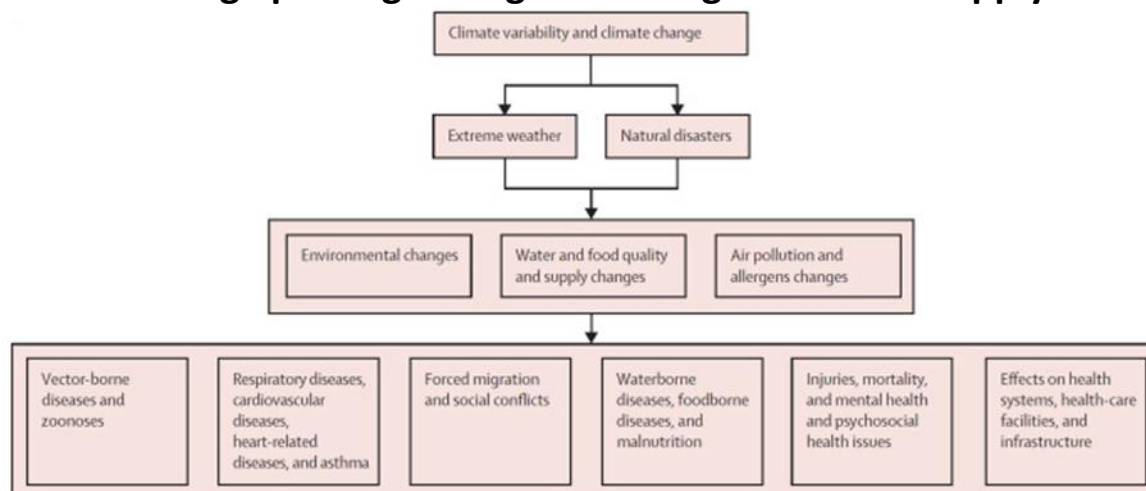 Climate variability and climate change
Extreme weather
Natural disasters
Environmental changes
Water and food quality
and supply changes
Air pollution and
allergens changes
Vector-borne
diseases and
zoonoses
Respiratory diseases,
cardiovascular
diseases,
heart-related
diseases, and asthma
Forced migration
and social conflicts
Waterborne
diseases, foodborne
diseases, and
malnutrition
Injuries, mortality,
and mental health
and psychosocial
health issues
Effects on health
systems, health-care
facilities, and
infrastructure